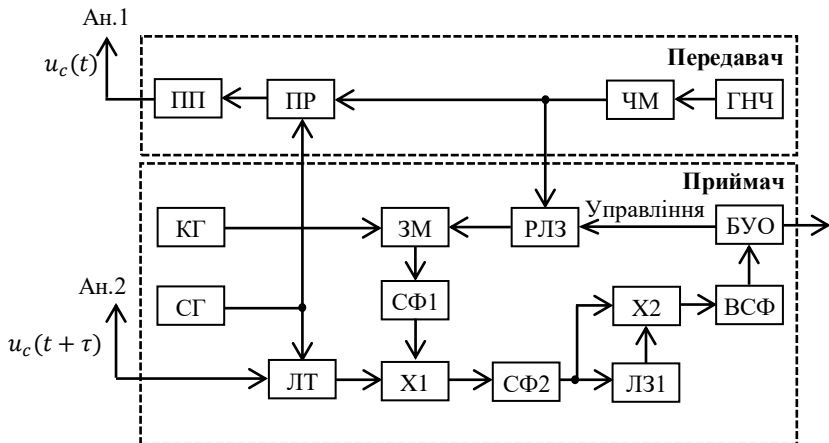 Ан.1
u_c(t)
Передавач
ПП
ПР
ЧМ
ГНЧ
Приймач
КГ
ЗМ
РЛЗ
Управління
БУО
Ан.2
СГ
СФ1
Х2
ВСФ
u_c(t + τ)
ЛТ
Х1
СФ2
ЛЗ1